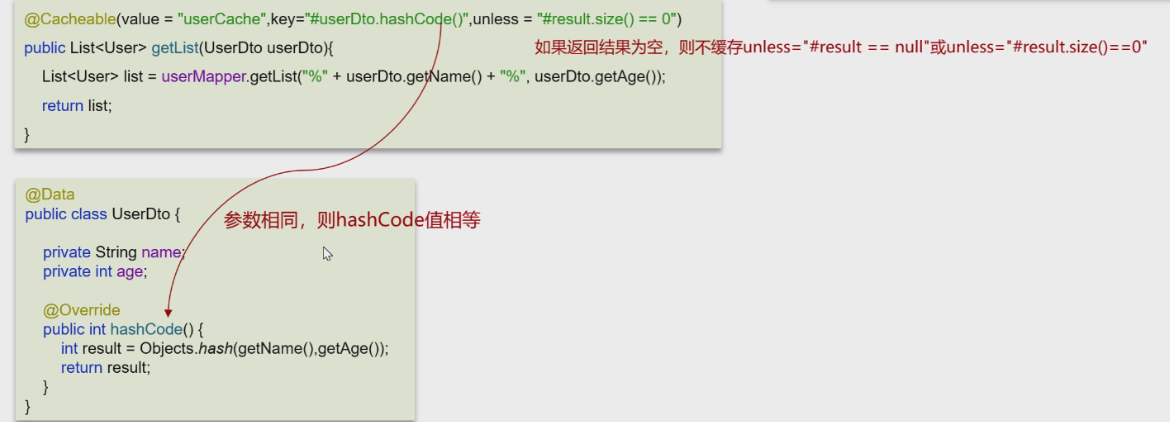 @Cacheable(value = "userCache",key="#userDto.hashCode()",unless = "#result.size() == 0")
public List<User> getList(UserDto userDto){
如果返回结果为空，则不缓存unless="#result == null"或unless="#result.size()==0"
List<User> list = userMapper.getList("%" + userDto.getName() + "%", userDto.getAge());
return list;
}
@Data
public class UserDto {
参数相同，则hashCode值相等
private String name;
private int age;
@Override
public int hashCode() {
int result = Objects.hash(getName(),getAge());
return result;
}
}